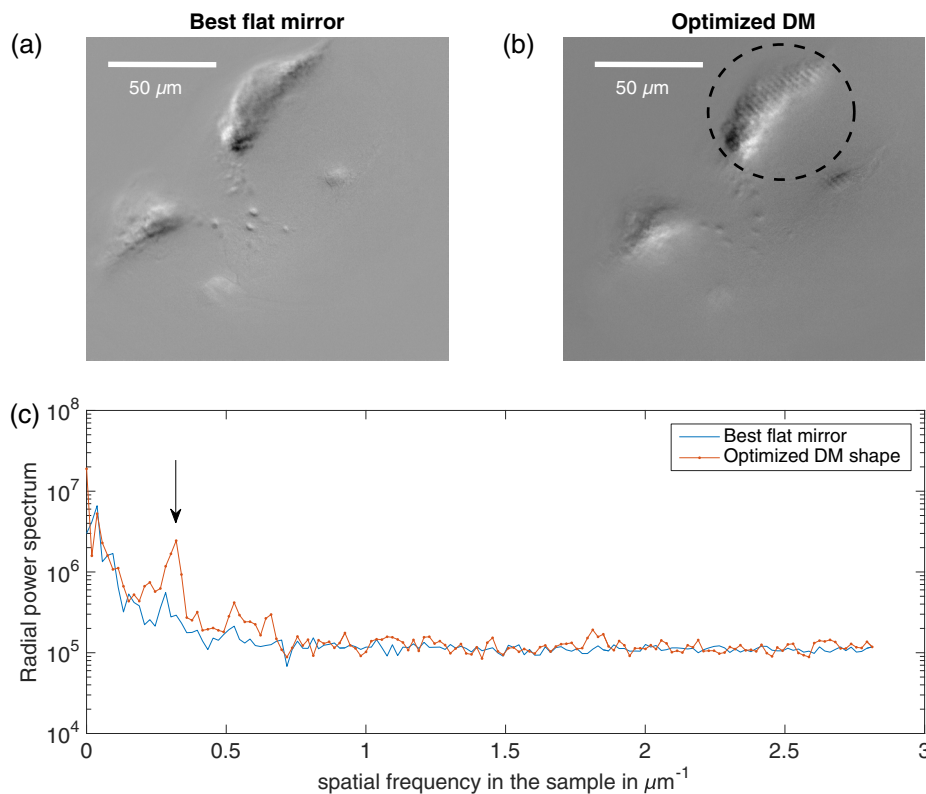 Best flat mirror
Optimized DM
(a)
(b)
50 µm
50 µm
(c)
10^8
10^7
10^6
10^5
10^4
Radial power spectrum
Best flat mirror
Optimized DM shape
0
0.5
1
1.5
2
2.5
3
spatial frequency in the sample in µm^-1